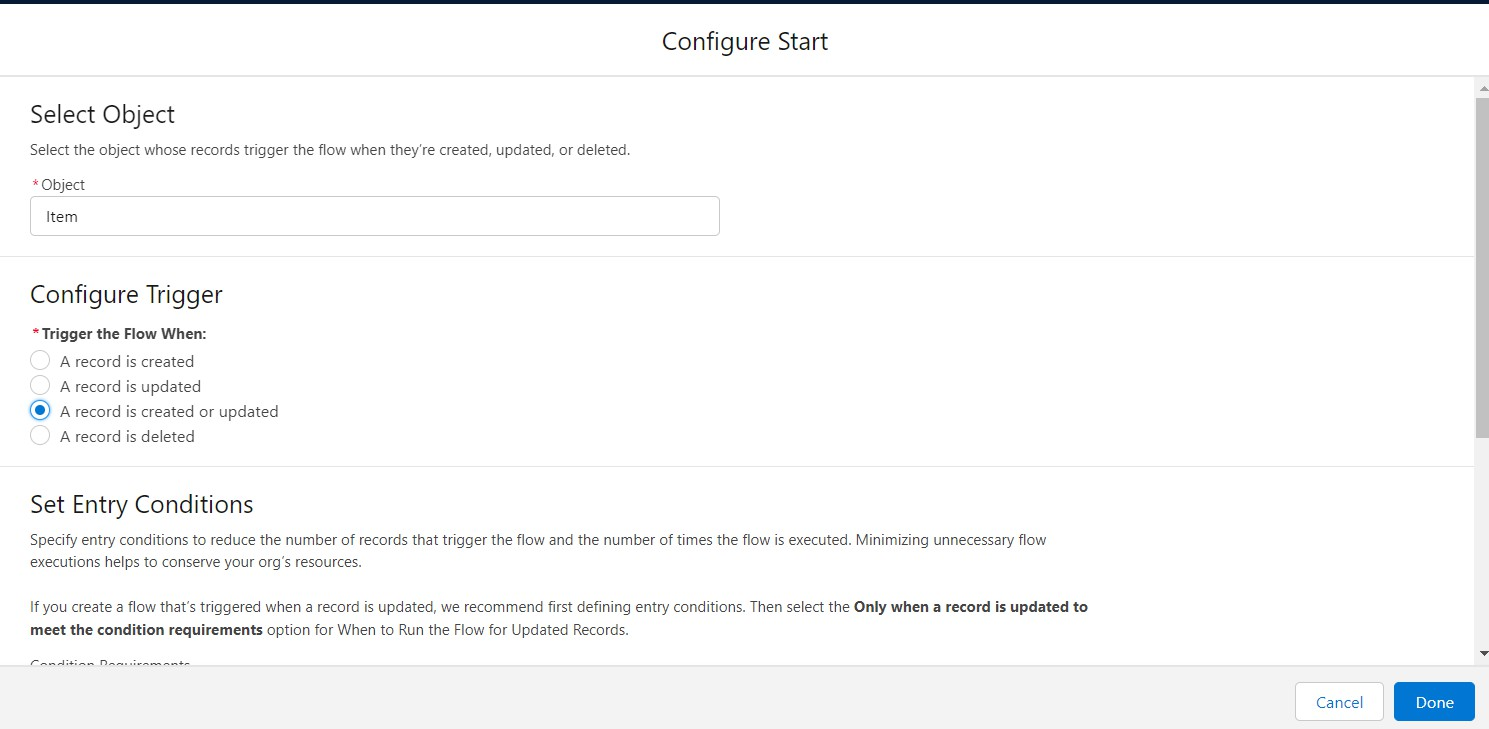 Configure Start
Select Object
Select the object whose records trigger the flow when they're created, updated, or deleted.
* Object
Item
Configure Trigger
* Trigger the Flow When:
A record is created
A record is updated
A record is created or updated
A record is deleted
Set Entry Conditions
Specify entry conditions to reduce the number of records that trigger the flow and the number of times the flow is executed. Minimizing unnecessary flow
executions helps to conserve your org's resources.
If you create a flow that's triggered when a record is updated, we recommend first defining entry conditions. Then select the Only when a record is updated to
meet the condition requirements option for When to Run the Flow for Updated Records.
Condition Requirements
Cancel Done